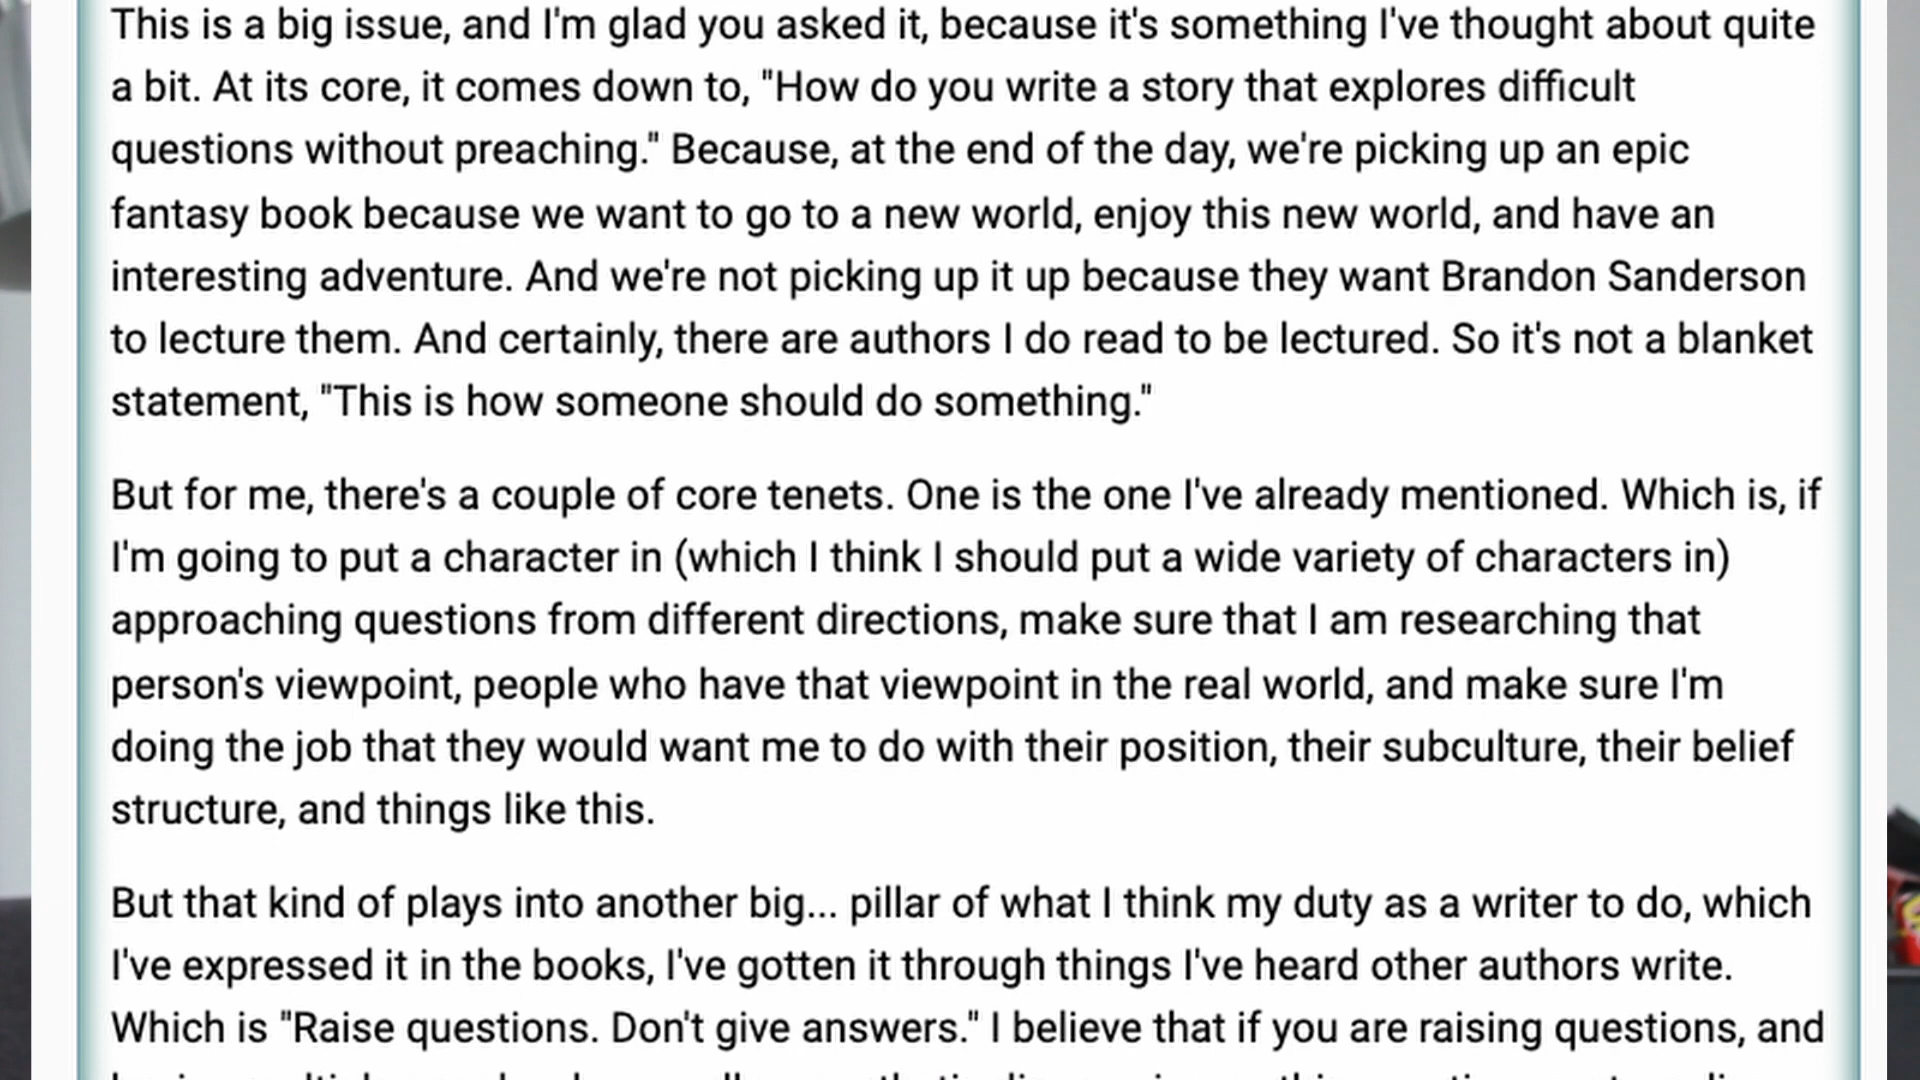 This is a big issue, and I'm glad you asked it, because it's something I've thought about quite
a bit. At its core, it comes down to, "How do you write a story that explores difficult
questions without preaching." Because, at the end of the day, we're picking up an epic
fantasy book because we want to go to a new world, enjoy this new world, and have an
interesting adventure. And we're not picking up it up because they want Brandon Sanderson
to lecture them. And certainly, there are authors I do read to be lectured. So it's not a blanket
statement, "This is how someone should do something."
But for me, there's a couple of core tenets. One is the one I've already mentioned. Which is, if
I'm going to put a character in (which I think I should put a wide variety of characters in)
approaching questions from different directions, make sure that I am researching that
person's viewpoint, people who have that viewpoint in the real world, and make sure I'm
doing the job that they would want me to do with their position, their subculture, their belief
structure, and things like this.
But that kind of plays into another big... pillar of what I think my duty as a writer to do, which
I've expressed it in the books, I've gotten it through things I've heard other authors write.
Which is "Raise questions. Don't give answers." I believe that if you are raising questions, and